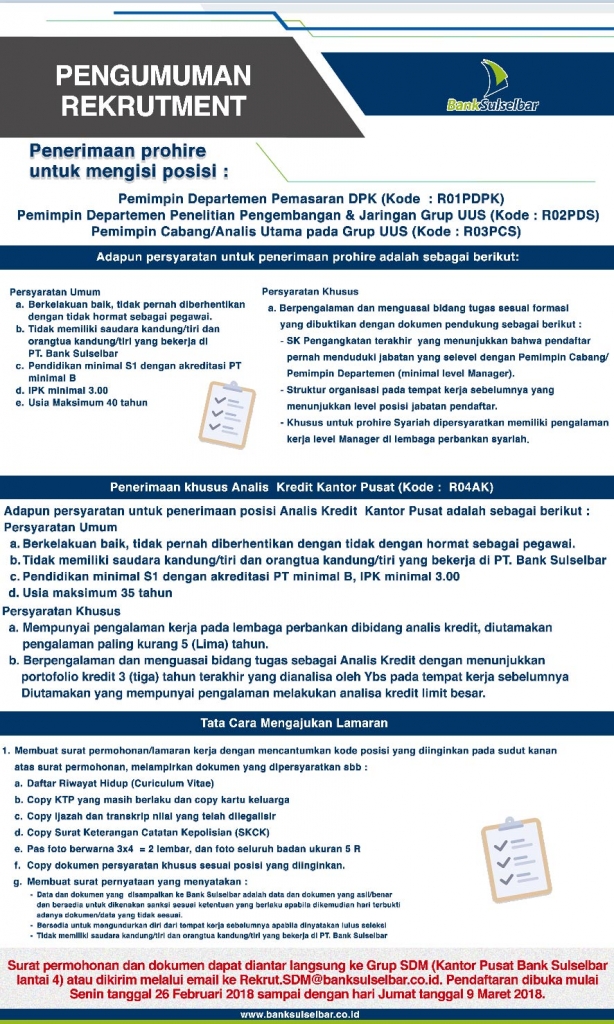 PENGUMUMAN
REKRUTMENT
BankSulselbar
Penerimaan prohire
untuk mengisi posisi :
Pemimpin Departemen Pemasaran DPK (Kode : R01PDPK)
Pemimpin Departemen Penelitian Pengembangan & Jaringan Grup UUS (Kode : R02PDS)
Pemimpin Cabang/Analis Utama pada Grup UUS (Kode : R03PCS)
Adapun persyaratan untuk penerimaan prohire adalah sebagai berikut:
Persyaratan Umum
a. Berkelakuan baik, tidak pernah diberhentikan
dengan tidak hormat sebagai pegawai.
b. Tidak memiliki saudara kandung/tiri dan
orangtua kandung/tiri yang bekerja di
PT. Bank Sulselbar
c. Pendidikan minimal S1 dengan akreditasi PT
minimal B
d. IPK minimal 3.00
e. Usia Maksimum 40 tahun
Persyaratan Khusus
a. Berpengalaman dan menguasai bidang tugas sesuai formasi
yang dibuktikan dengan dokumen pendukung sebagai berikut :
- SK Pengangkatan terakhir yang menunjukkan bahwa pendaftar
pernah menduduki jabatan yang selevel dengan Pemimpin Cabang/
Pemimpin Departemen (minimal level Manager).
- Struktur organisasi pada tempat kerja sebelumnya yang
menunjukkan level posisi jabatan pendaftar.
- Khusus untuk prohire Syariah dipersyaratkan memiliki pengalaman
kerja level Manager di lembaga perbankan syariah.
Penerimaan khusus Analis Kredit Kantor Pusat (Kode : R04AK)
Adapun persyaratan untuk penerimaan posisi Analis Kredit Kantor Pusat adalah sebagai berikut :
Persyaratan Umum
a. Berkelakuan baik, tidak pernah diberhentikan dengan tidak dengan hormat sebagai pegawai.
b. Tidak memiliki saudara kandung/tiri dan orangtua kandung/tiri yang bekerja di PT. Bank Sulselbar
c. Pendidikan minimal S1 dengan akreditasi PT minimal B, IPK minimal 3.00
d. Usia maksimum 35 tahun
Persyaratan Khusus
a. Mempunyai pengalaman kerja pada lembaga perbankan dibidang analis kredit, diutamakan
pengalaman paling kurang 5 (Lima) tahun.
b. Berpengalaman dan menguasai bidang tugas sebagai Analis Kredit dengan menunjukkan
portofolio kredit 3 (tiga) tahun terakhir yang dianalisa oleh Ybs pada tempat kerja sebelumnya
Diutamakan yang mempunyai pengalaman melakukan analisa kredit limit besar.
Tata Cara Mengajukan Lamaran
1. Membuat surat permohonan/lamaran kerja dengan mencantumkan kode posisi yang diinginkan pada sudut kanan
atas surat permohonan, melampirkan dokumen yang dipersyaratkan sbb :
a. Daftar Riwayat Hidup (Curiculum Vitae)
b. Copy KTP yang masih berlaku dan copy kartu keluarga
c. Copy Ijazah dan transkrip nilai yang telah dilegalisir
d. Copy Surat Keterangan Catatan Kepolisian (SKCK)
e. Pas foto berwarna 3x4 = 2 lembar, dan foto seluruh badan ukuran 5 R
f. Copy dokumen persyaratan khusus sesuai posisi yang diinginkan.
g. Membuat surat pernyataan yang menyatakan :
- Data dan dokumen yang disampaikan ke Bank Sulselbar adalah data dan dokumen yang asli/benar
dan bersedia untuk dikenakan sanksi sesuai ketentuan yang berlaku apabila dikemudian hari terbukti
adanya dokumen/data yang tidak sesuai.
- Bersedia untuk mengundurkan diri dari tempat kerja sebelumnya apabila dinyatakan lulus seleksi
- Tidak memiliki saudara kandung/tiri dan orangtua kandung/tiri yang bekerja di PT. Bank Sulselbar
Surat permohonan dan dokumen dapat diantar langsung ke Grup SDM (Kantor Pusat Bank Sulselbar
lantai 4) atau dikirim melalui email ke Rekrut.SDM@banksulselbar.co.id. Pendaftaran dibuka mulai
Senin tanggal 26 Februari 2018 sampai dengan hari Jumat tanggal 9 Maret 2018.
www.banksulselbar.co.id